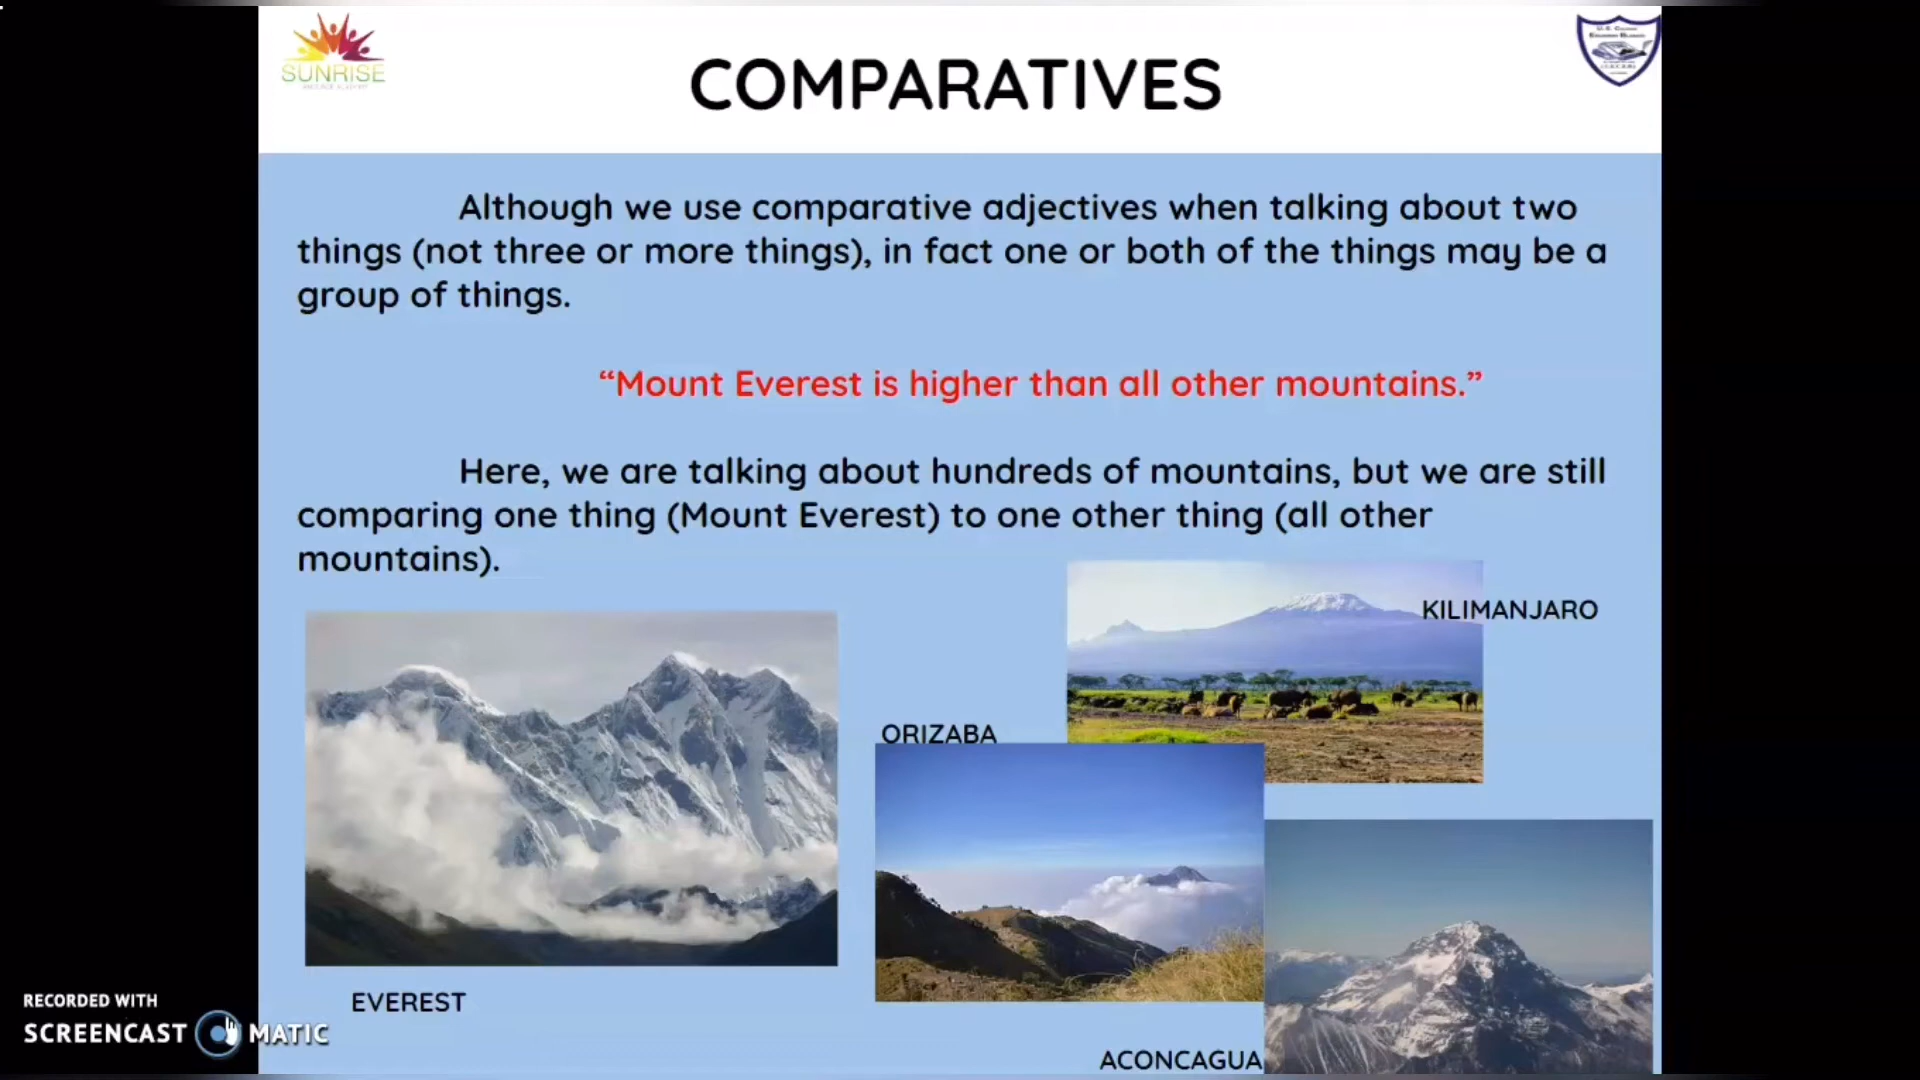 SUNRISE
COMPARATIVES
Although we use comparative adjectives when talking about two
things (not three or more things), in fact one or both of the things may be a
group of things.
“Mount Everest is higher than all other mountains.”
Here, we are talking about hundreds of mountains, but we are still
comparing one thing (Mount Everest) to one other thing (all other
mountains).
KILIMANJARO
ORIZABA
EVEREST
ACONCAGUA
RECORDED WITH
SCREENCAST MATIC